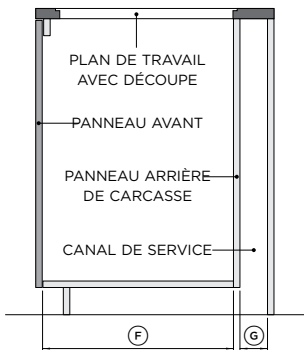 PLAN DE TRAVAIL
AVEC DÉCOUPE
PANNEAU AVANT
PANNEAU ARRIÈRE
DE CARCASSE
CANAL DE SERVICE
F G